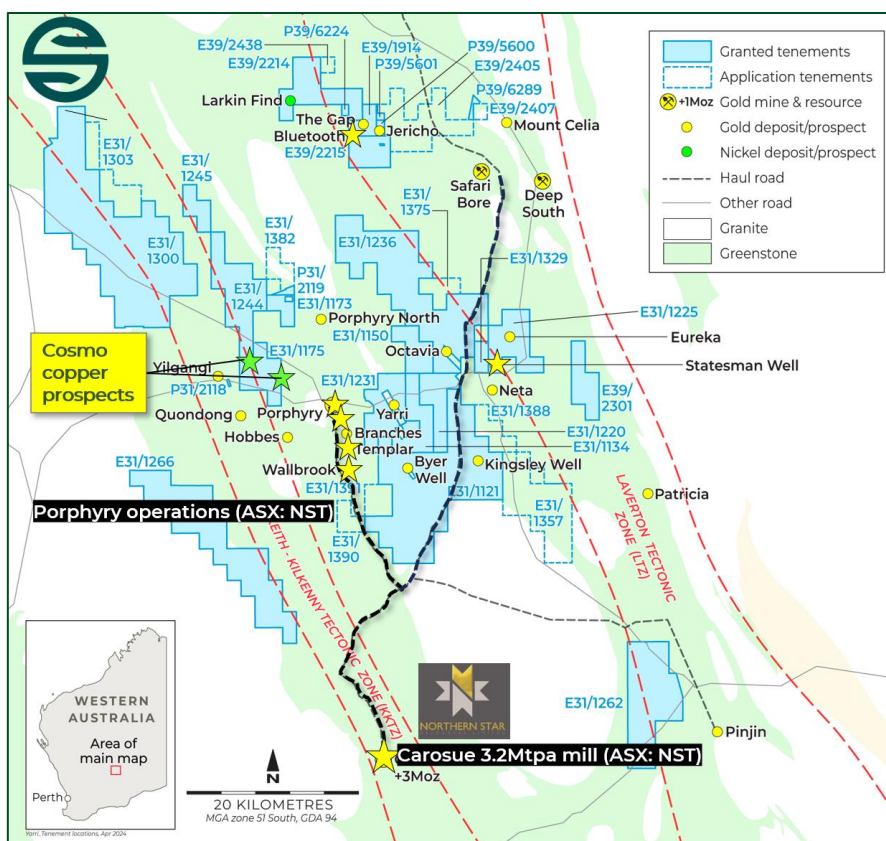 P39/6224
E39/2438
E39/2214
E39/1914
P39/5601
P39/5600
E39/2405
P39/6289
E39/2407
Larkin Find
The Gap
Bluetooth
Jericho
E39/2215
Mount Celia
Safari
Bore
Deep
South
E31/
1303
E31/
1245
E31/
1300
E31/
1382
E31/
1244
P31/
2119
E31/1173
E31/1236
E31/
1375
E31/1329
E31/1225
Porphyry North
E31/1150
Octavia
Eureka
Statesman Well
Cosmo
copper
prospects
Yilgangi
E31/1175
P31/2118
Quondong
Hobbes
E31/1231
Porphyry
Yarri
Branches
Templar
Wallbrook
Byer
Well
Neta
E31/1388
E39/
2301
E31/1220
E31/1134
Kingsley Well
E31/1121
E31/
1357
Patricia
E31/1266
E31/
1390
Porphyry operations (ASX: NST)
LAVERTON TECTONIC
ZONE (LTZ)
KEITH - KILKENNY TECTONIC ZONE (KKTZ)
E31/1262
Pinjin
NORTHERN STAR
Carosue 3.2Mtpa mill (ASX: NST)
+3Moz
Granted tenements
Application tenements
+1Moz
Gold mine & resource
Gold deposit/prospect
Nickel deposit/prospect
Haul road
Other road
Granite
Greenstone
WESTERN
AUSTRALIA
Area of
main map
Perth
N
20 KILOMETRES
MGA zone 51 South, GDA 94
Yarri, Tenement locations, Apr 2024